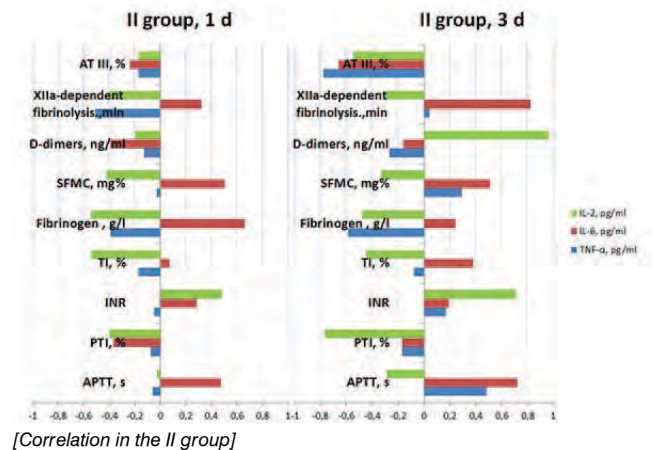 II group, 1 d
II group, 3 d
AT III, %
XIIa-dependent
fibrinolysis.,min
D-dimers, ng/ml
SFMC, mg%
Fibrinogen , g/l
TI, %
INR
PTI, %
APTT, s
-1 -0,8 -0,6 -0,4 -0,2 0 0,2 0,4 0,6 0,8 1
AT III, %
XIIa-dependent
fibrinolysis.,min
D-dimers, ng/ml
SFMC, mg%
Fibrinogen , g/l
TI, %
INR
PTI, %
APTT, s
-1 -0,8 -0,6 -0,4 -0,2 0 0,2 0,4 0,6 0,8 1
IL-2, pg/ml
IL-8, pg/ml
TNF-α, pg/ml
[Correlation in the II group]